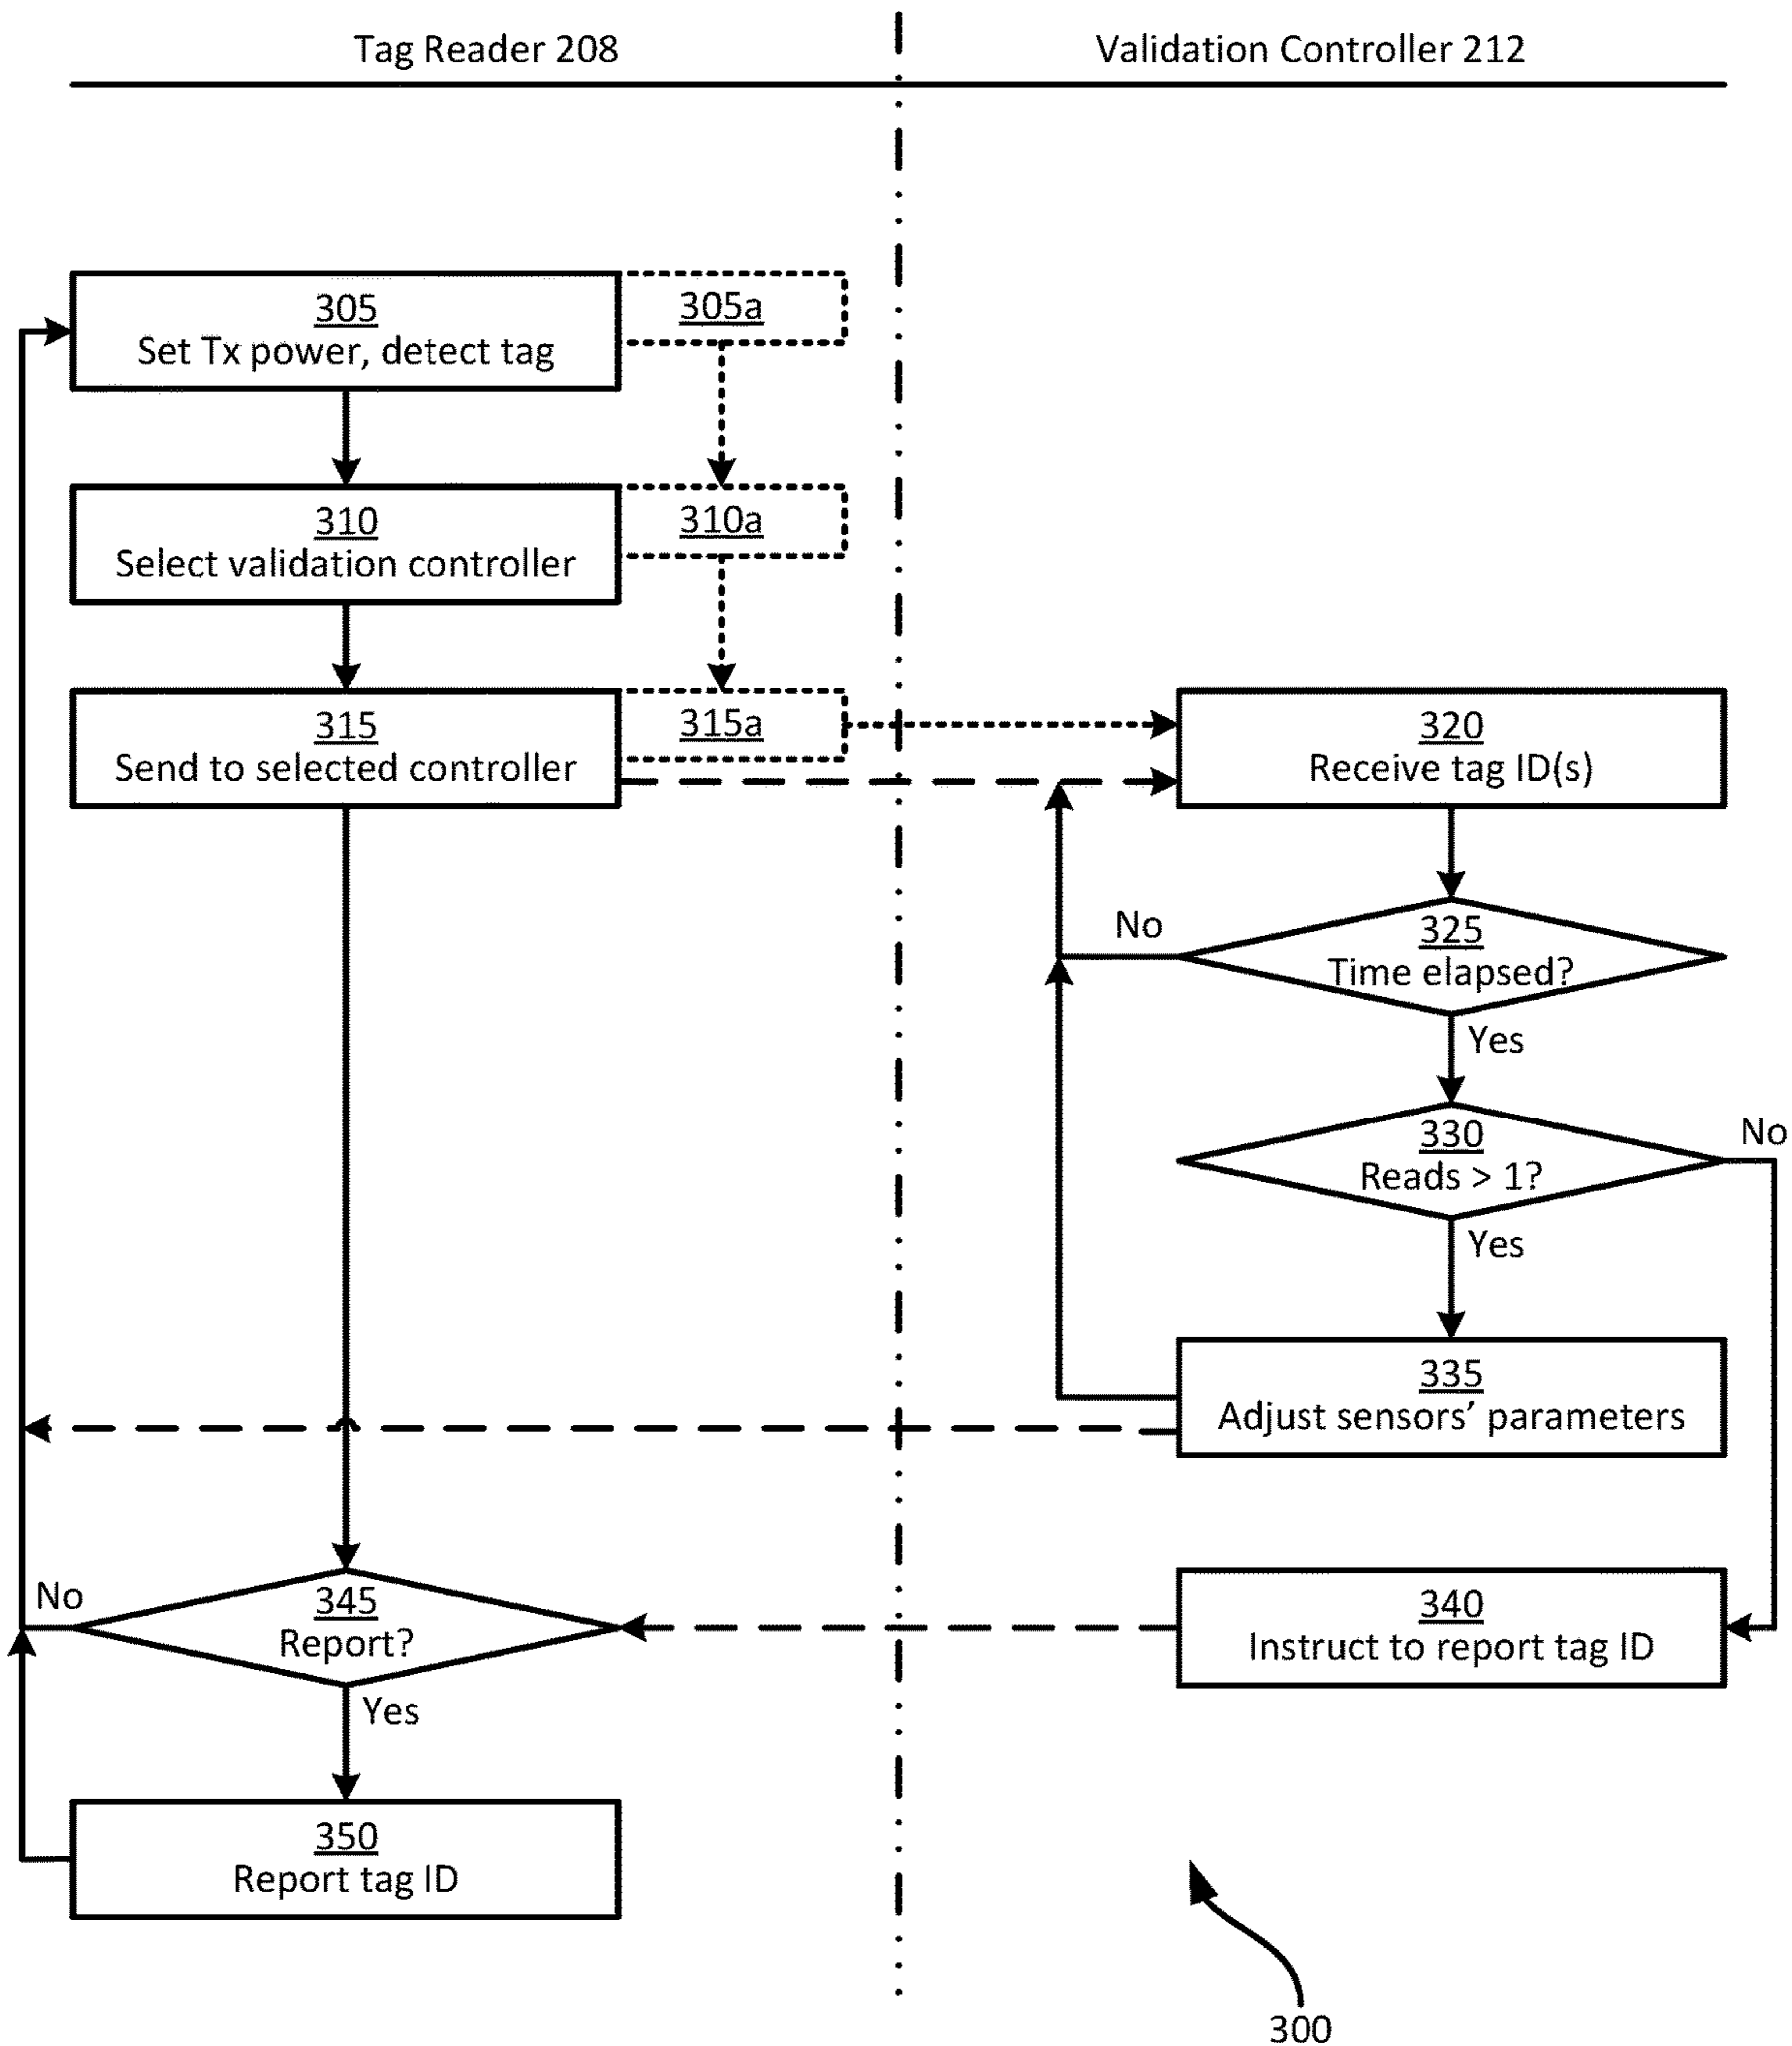 Tag Reader 208
Validation Controller 212
305
Set Tx power, detect tag
305a
310
Select validation controller
310a
315
Send to selected controller
315a
320
Receive tag ID(s)
No
325
Time elapsed?
Yes
330
Reads > 1?
No
Yes
335
Adjust sensors’ parameters
No
345
Report?
Yes
340
Instruct to report tag ID
350
Report tag ID
300